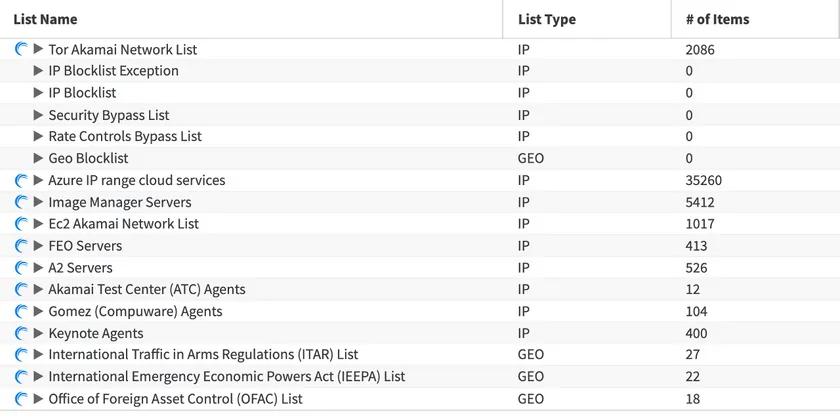 List Name List Type # of Items
Tor Akamai Network List IP 2086
IP Blocklist Exception IP 0
IP Blocklist IP 0
Security Bypass List IP 0
Rate Controls Bypass List IP 0
Geo Blocklist GEO 0
Azure IP range cloud services IP 35260
Image Manager Servers IP 5412
Ec2 Akamai Network List IP 1017
FEO Servers IP 413
A2 Servers IP 526
Akamai Test Center (ATC) Agents IP 12
Gomez (Compuware) Agents IP 104
Keynote Agents IP 400
International Traffic in Arms Regulations (ITAR) List GEO 27
International Emergency Economic Powers Act (IEEPA) List GEO 22
Office of Foreign Asset Control (OFAC) List GEO 18